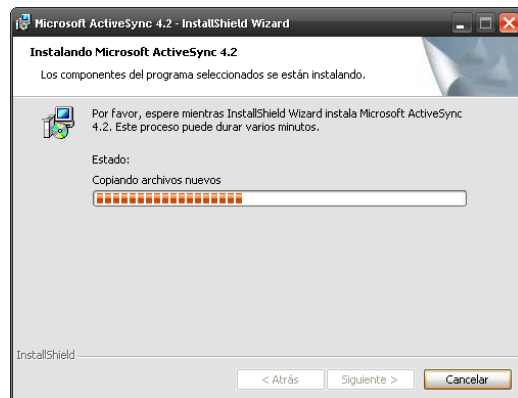 Microsoft ActiveSync 4.2 - InstallShield Wizard
Instalando Microsoft ActiveSync 4.2
Los componentes del programa seleccionados se están instalando.
Por favor, espere mientras InstallShield Wizard instala Microsoft ActiveSync
4.2. Este proceso puede durar varios minutos.
Estado:
Copiando archivos nuevos
InstallShield
< Atrás
Siguiente >
Cancelar